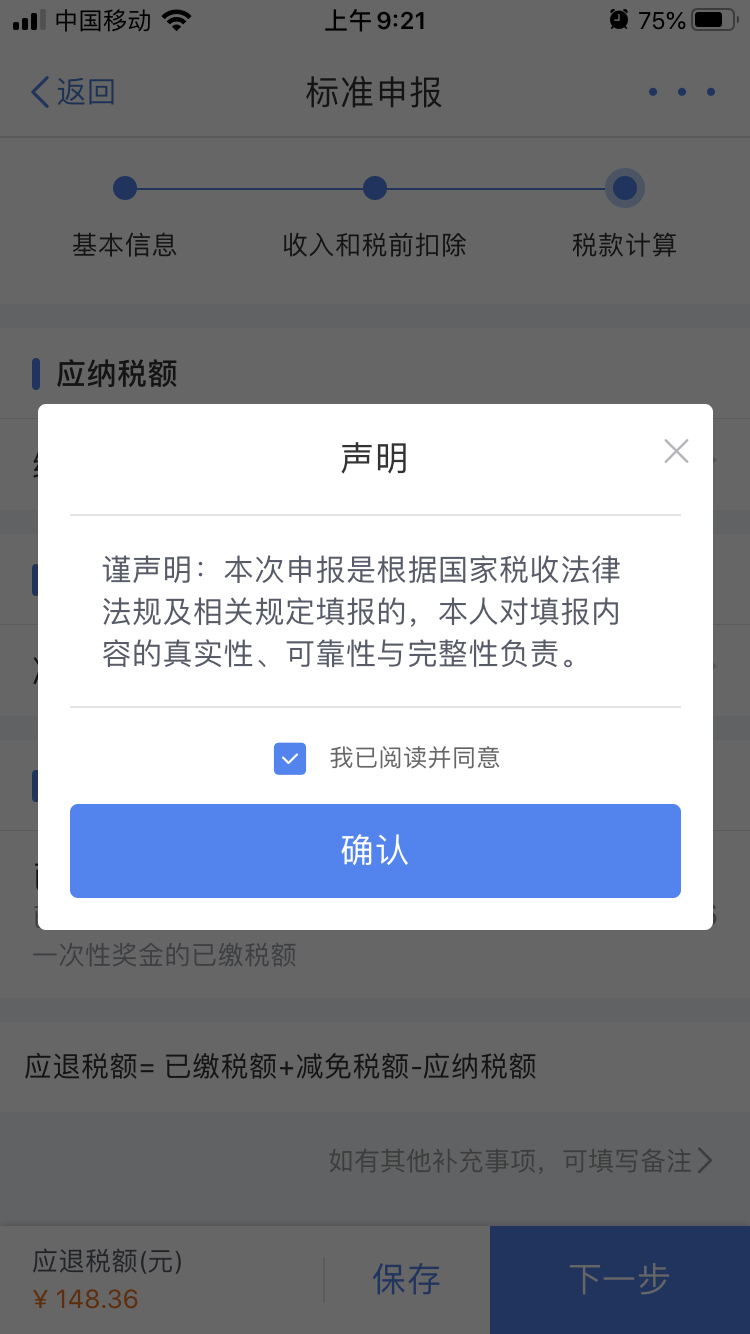 中国移动 上午 9:21 75%
返回 标准申报
基本信息 收入和税前扣除 税款计算
应纳税额
声明
谨声明：本次申报是根据国家税收法律
法规及相关规定填报的，本人对填报内
容的真实性、可靠性与完整性负责。
我已阅读并同意
确认
一次性奖金的已缴税额
应退税额= 已缴税额+减免税额-应纳税额
如有其他补充事项，可填写备注
应退税额(元) 保存 下一步
¥ 148.36